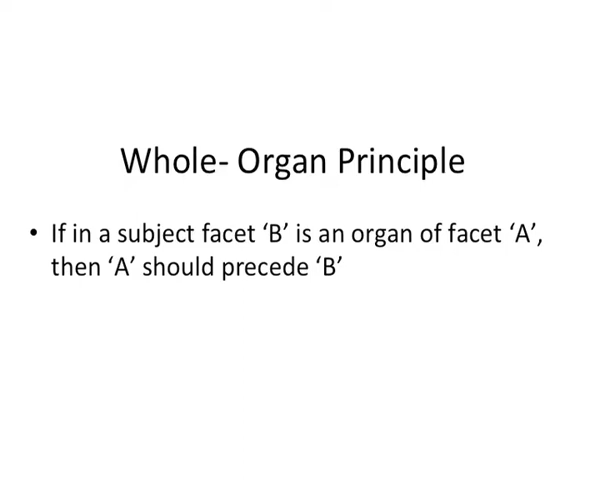 Whole- Organ Principle
• If in a subject facet ‘B’ is an organ of facet ‘A’,
then ‘A’ should precede ‘B’